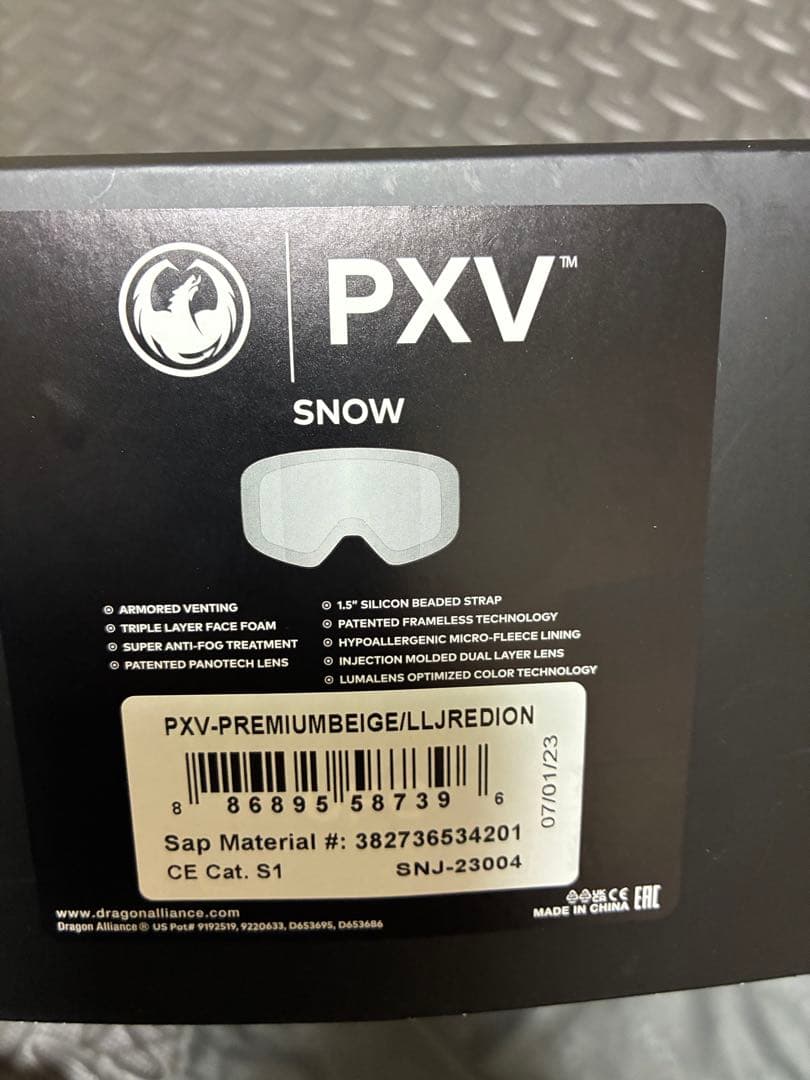 PXV™
SNOW
ARMORED VENTING
TRIPLE LAYER FACE FOAM
SUPER ANTI-FOG TREATMENT
PATENTED PANOTECH LENS
1.5" SILICON BEADED STRAP
PATENTED FRAMELESS TECHNOLOGY
HYPOALLERGENIC MICRO-FLEECE LINING
INJECTION MOLDED DUAL LAYER LENS
LUMALENS OPTIMIZED COLOR TECHNOLOGY
PXV-PREMIUMBEIGE/LLJREDION
8 86895 58739 6
07/01/23
Sap Material #: 382736534201
CE Cat. S1
SNJ-23004
www.dragonalliance.com
Dragon Alliance ® US Pat# 9192519, 9220633, D653695, D653686
CE EAC
MADE IN CHINA